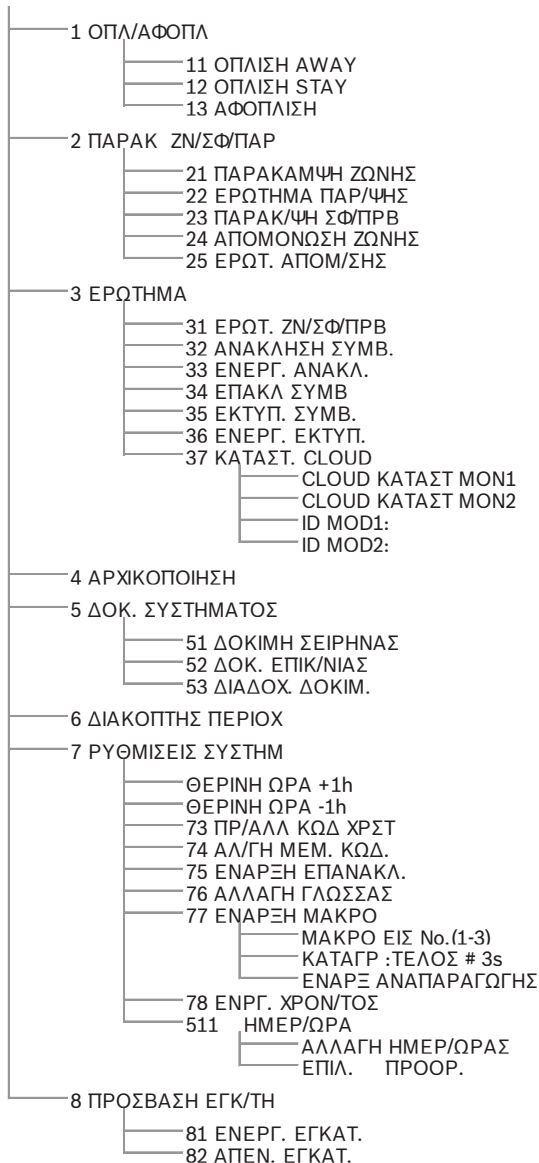 1 ΟΠΛ/ΑΦΟΠΛ
11 ΟΠΛΙΣΗ AWAY
12 ΟΠΛΙΣΗ STAY
13 ΑΦΟΠΛΙΣΗ
2 ΠΑΡΑΚ ΖΝ/ΣΦ/ΠΑΡ
21 ΠΑΡΑΚΑΜΨΗ ΖΩΝΗΣ
22 ΕΡΩΤΗΜΑ ΠΑΡ/ΨΗΣ
23 ΠΑΡΑΚ/ΨΗ ΣΦ/ΠΡΒ
24 ΑΠΟΜΟΝΩΣΗ ΖΩΝΗΣ
25 ΕΡΩΤ. ΑΠΟΜ/ΣΗΣ
3 ΕΡΩΤΗΜΑ
31 ΕΡΩΤ. ΖΝ/ΣΦ/ΠΡΒ
32 ΑΝΑΚΛΗΣΗ ΣΥΜΒ.
33 ΕΝΕΡΓ. ΑΝΑΚΛ.
34 ΕΠΑΚΛ ΣΥΜΒ
35 ΕΚΤΥΠ. ΣΥΜΒ.
36 ΕΝΕΡΓ. ΕΚΤΥΠ.
37 ΚΑΤΑΣΤ. CLOUD
CLOUD ΚΑΤΑΣΤ ΜΟΝ1
CLOUD ΚΑΤΑΣΤ ΜΟΝ2
ID MOD1:
ID MOD2:
4 ΑΡΧΙΚΟΠΟΙΗΣΗ
5 ΔΟΚ. ΣΥΣΤΗΜΑΤΟΣ
51 ΔΟΚΙΜΗ ΣΕΙΡΗΝΑΣ
52 ΔΟΚ. ΕΠΙΚ/ΝΙΑΣ
53 ΔΙΑΔΟΧ. ΔΟΚΙΜ.
6 ΔΙΑΚΟΠΤΗΣ ΠΕΡΙΟΧ
7 ΡΥΘΜΙΣΕΙΣ ΣΥΣΤΗΜ
ΘΕΡΙΝΗ ΩΡΑ +1h
ΘΕΡΙΝΗ ΩΡΑ -1h
73 ΠΡ/ΑΛΛ ΚΩΔ ΧΡΣΤ
74 ΑΛ/ΓΗ ΜΕΜ. ΚΩΔ.
75 ΕΝΑΡΞΗ ΕΠΑΝΑΚΛ.
76 ΑΛΛΑΓΗ ΓΛΩΣΣΑΣ
77 ΕΝΑΡΞΗ ΜΑΚΡΟ
ΜΑΚΡΟ ΕΙΣ No.(1-3)
ΚΑΤΑΓΡ :ΤΕΛΟΣ # 3s
ΕΝΑΡΞ ΑΝΑΠΑΡΑΓΩΓΗΣ
78 ΕΝΡΓ. ΧΡΟΝ/ΤΟΣ
511 ΗΜΕΡ/ΩΡΑ
ΑΛΛΑΓΗ ΗΜΕΡ/ΩΡΑΣ
ΕΠΙΛ. ΠΡΟΟΡ.
8 ΠΡΟΣΒΑΣΗ ΕΓΚ/ΤΗ
81 ΕΝΕΡΓ. ΕΓΚΑΤ.
82 ΑΠΕΝ. ΕΓΚΑΤ.